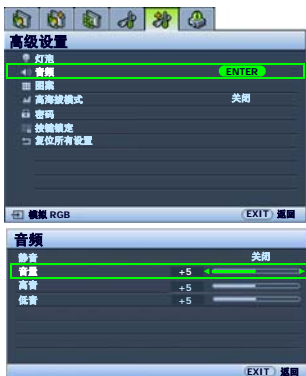 高级设置
灯泡
音频 ENTER
图案
高海拔模式 关闭
密码
按键锁定
复位所有设置
模拟 RGB EXIT 返回
音频
静音 关闭
音量 +5
高音 +5
低音 +5
EXIT 返回